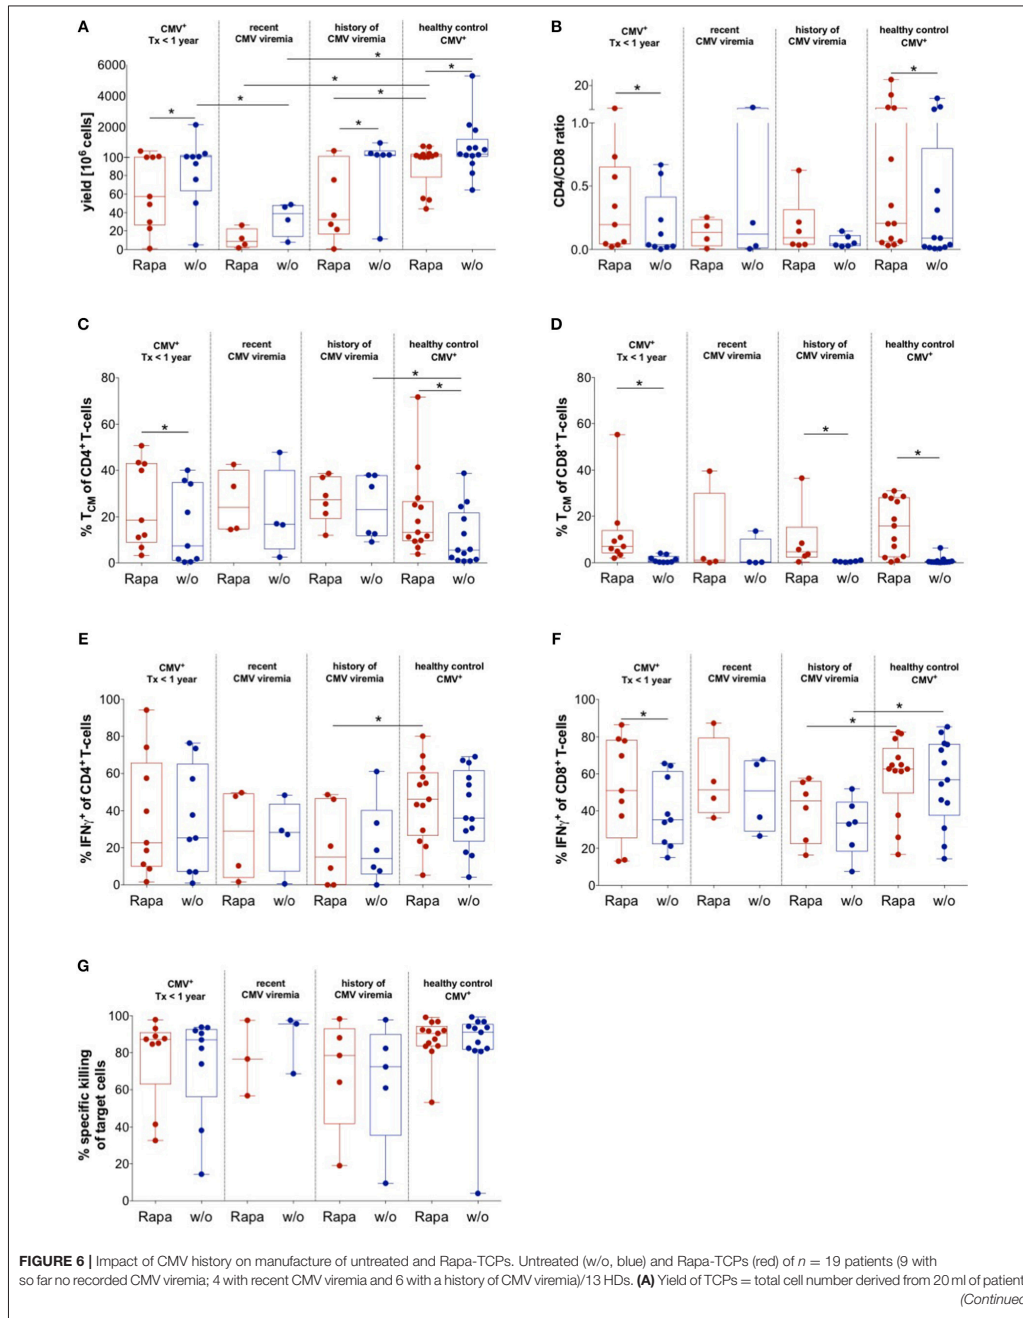 A
CMV⁺ Tx < 1 year
recent CMV viremia
history of CMV viremia
healthy control CMV⁺
yield [10⁶ cells]
6000
4000
2000
100
80
60
40
20
0
* * * * * * *
Rapa w/o Rapa w/o Rapa w/o Rapa w/o
B
CMV⁺ Tx < 1 year
recent CMV viremia
history of CMV viremia
healthy control CMV⁺
CD4/CD8 ratio
20
1.0
0.5
0.0
* *
Rapa w/o Rapa w/o Rapa w/o Rapa w/o
C
CMV⁺ Tx < 1 year
recent CMV viremia
history of CMV viremia
healthy control CMV⁺
% T_CM of CD4⁺ T-cells
80
60
40
20
0
* * *
Rapa w/o Rapa w/o Rapa w/o Rapa w/o
D
CMV⁺ Tx < 1 year
recent CMV viremia
history of CMV viremia
healthy control CMV⁺
% T_CM of CD8⁺ T-cells
80
60
40
20
0
* * *
Rapa w/o Rapa w/o Rapa w/o Rapa w/o
E
CMV⁺ Tx < 1 year
recent CMV viremia
history of CMV viremia
healthy control CMV⁺
% IFNγ⁺ of CD4⁺ T-cells
100
80
60
40
20
0
*
Rapa w/o Rapa w/o Rapa w/o Rapa w/o
F
CMV⁺ Tx < 1 year
recent CMV viremia
history of CMV viremia
healthy control CMV⁺
% IFNγ⁺ of CD8⁺ T-cells
100
80
60
40
20
0
* * *
Rapa w/o Rapa w/o Rapa w/o Rapa w/o
G
CMV⁺ Tx < 1 year
recent CMV viremia
history of CMV viremia
healthy control CMV⁺
% specific killing of target cells
100
80
60
40
20
0
Rapa w/o Rapa w/o Rapa w/o Rapa w/o
FIGURE 6 | Impact of CMV history on manufacture of untreated and Rapa-TCPs. Untreated (w/o, blue) and Rapa-TCPs (red) of n = 19 patients (9 with
so far no recorded CMV viremia; 4 with recent CMV viremia and 6 with a history of CMV viremia)/13 HDs. (A) Yield of TCPs = total cell number derived from 20 ml of patient
(Continued